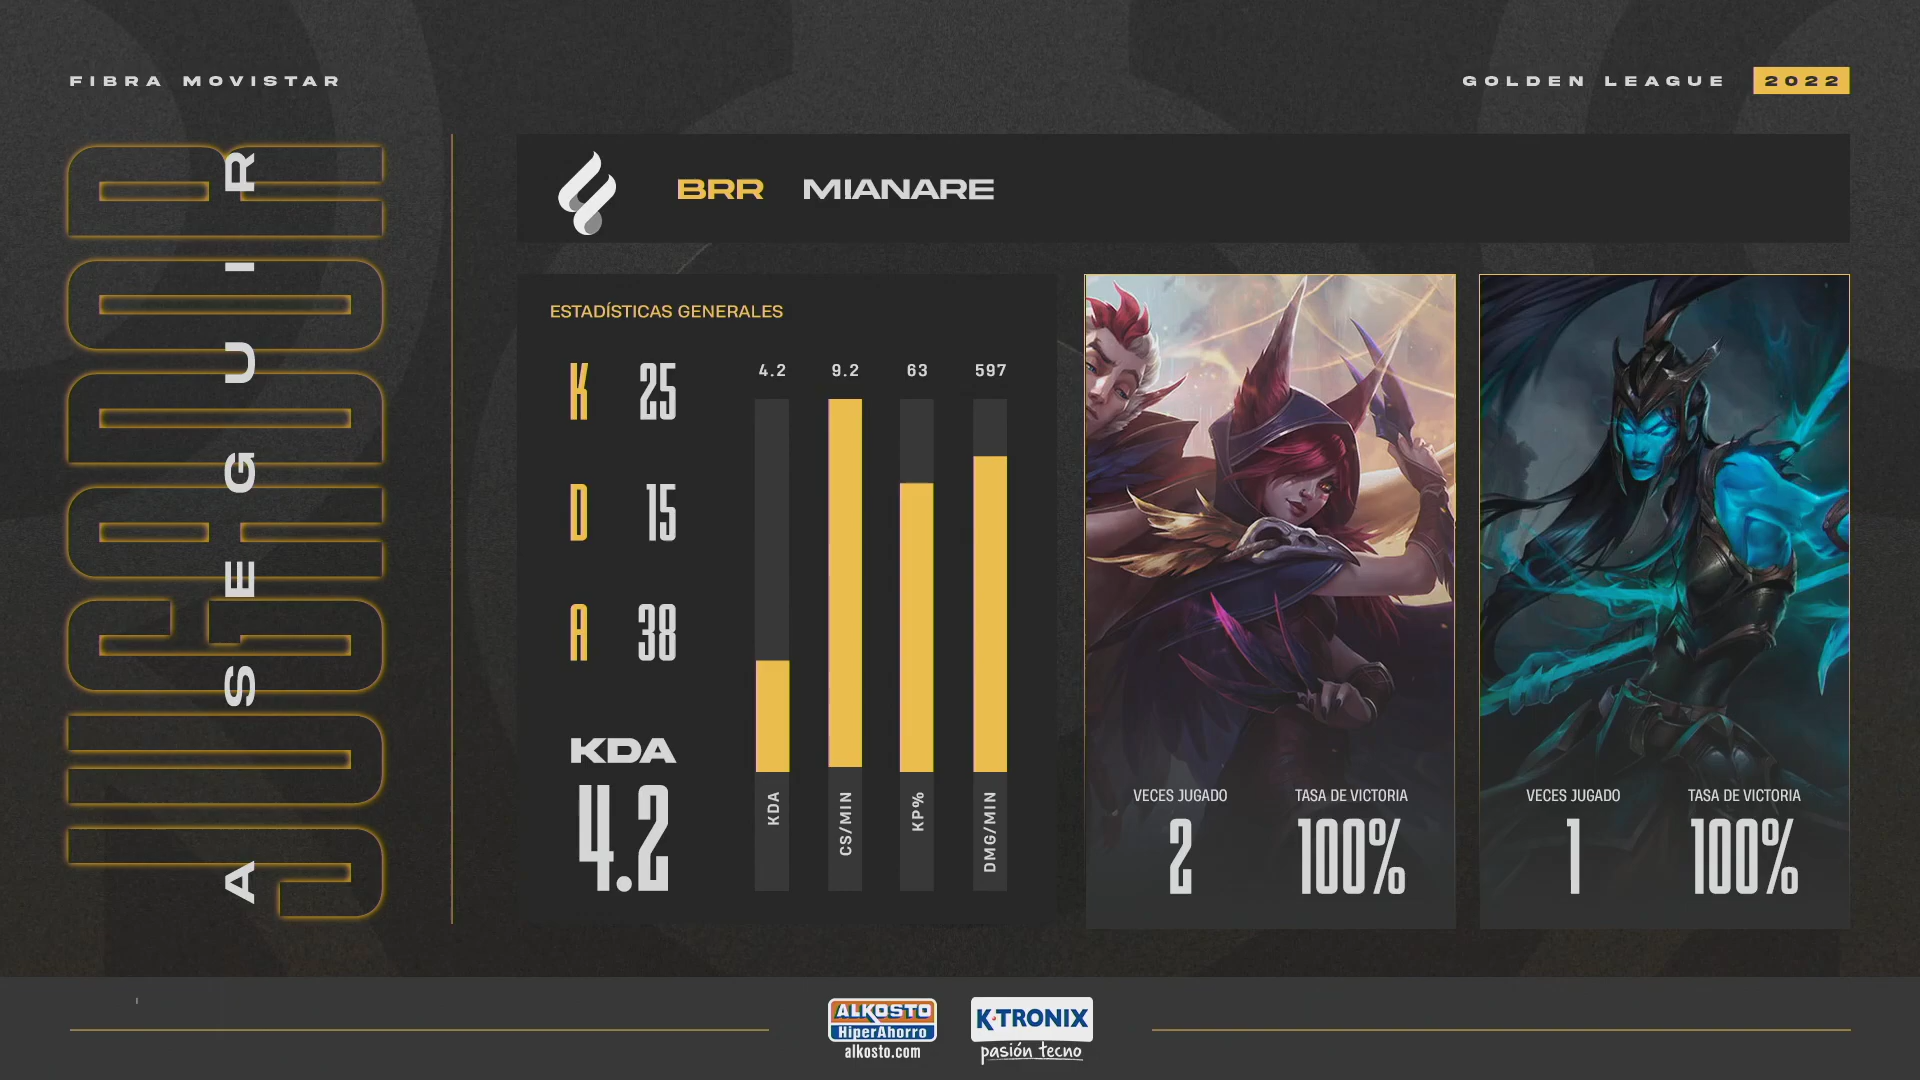 FIBRA MOVISTAR
GOLDEN LEAGUE 2022
JUGADOR
A SEGUIR
BRR MIANARE
ESTADÍSTICAS GENERALES
K 25
D 15
A 38
KDA
4.2
4.2 9.2 63 597
KDA CS/MIN KP% DMG/MIN
VECES JUGADO TASA DE VICTORIA
2 100%
VECES JUGADO TASA DE VICTORIA
1 100%
ALKOSTO
HiperAhorro
alkosto.com
K-TRONIX
pasión tecno